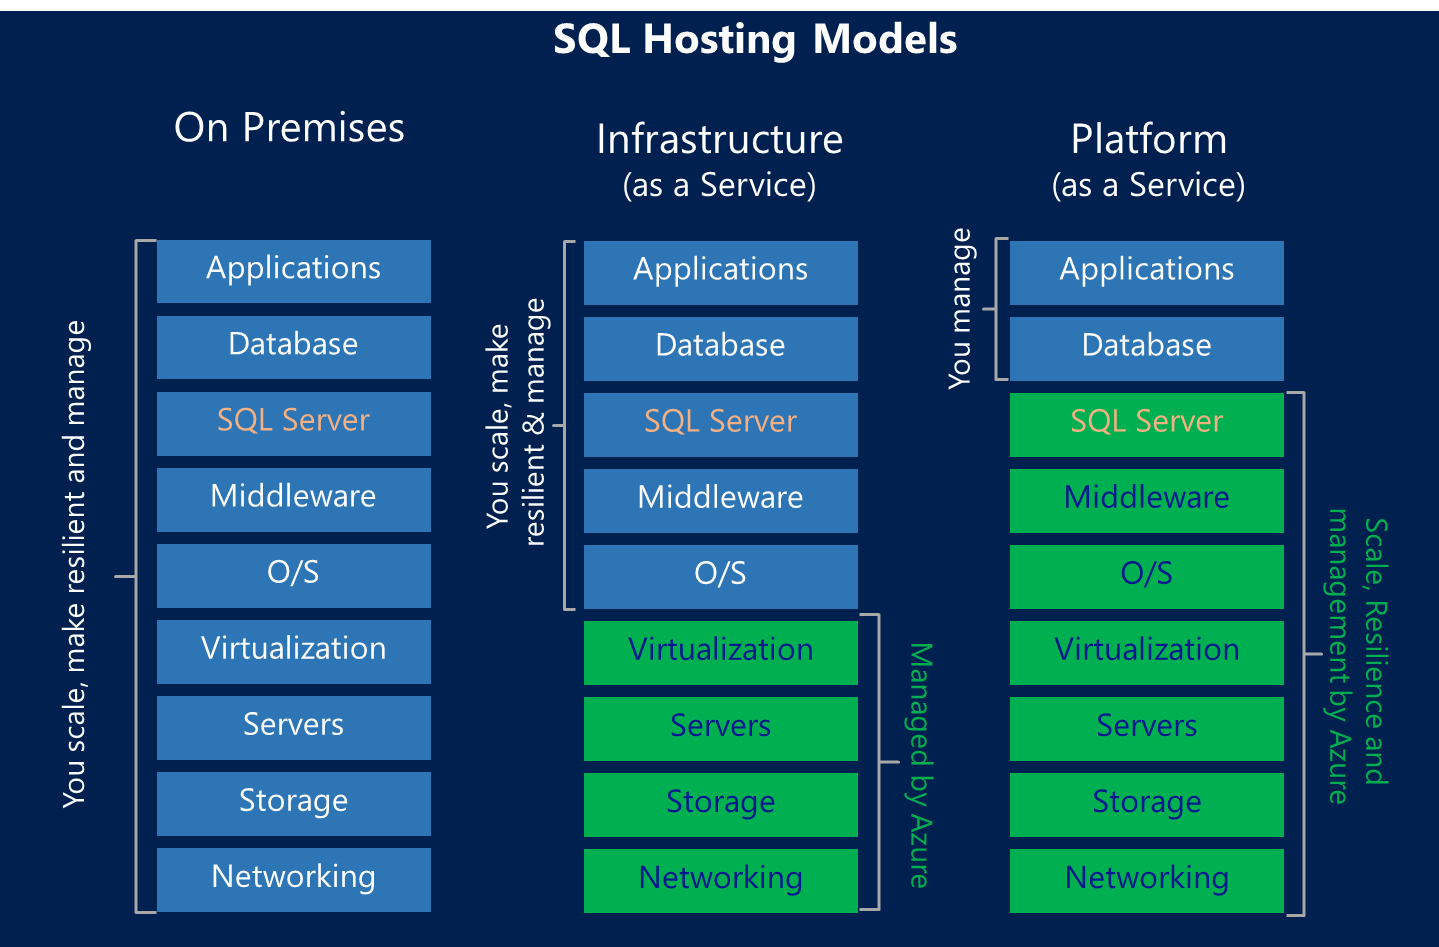 SQL Hosting Models
On Premises
You scale, make resilient and manage
Applications
Database
SQL Server
Middleware
O/S
Virtualization
Servers
Storage
Networking
Infrastructure
(as a Service)
You scale, make
resilient & manage
Applications
Database
SQL Server
Middleware
O/S
Virtualization
Servers
Storage
Networking
Managed by Azure
Platform
(as a Service)
You manage
Applications
Database
SQL Server
Middleware
O/S
Virtualization
Servers
Storage
Networking
Scale, Resilience and
management by Azure